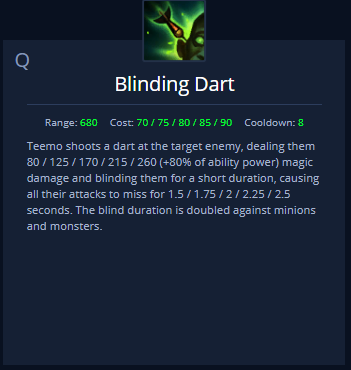 Q
Blinding Dart
Range: 680 Cost: 70 / 75 / 80 / 85 / 90 Cooldown: 8
Teemo shoots a dart at the target enemy, dealing them
80 / 125 / 170 / 215 / 260 (+80% of ability power) magic
damage and blinding them for a short duration, causing
all their attacks to miss for 1.5 / 1.75 / 2 / 2.25 / 2.5
seconds. The blind duration is doubled against minions
and monsters.